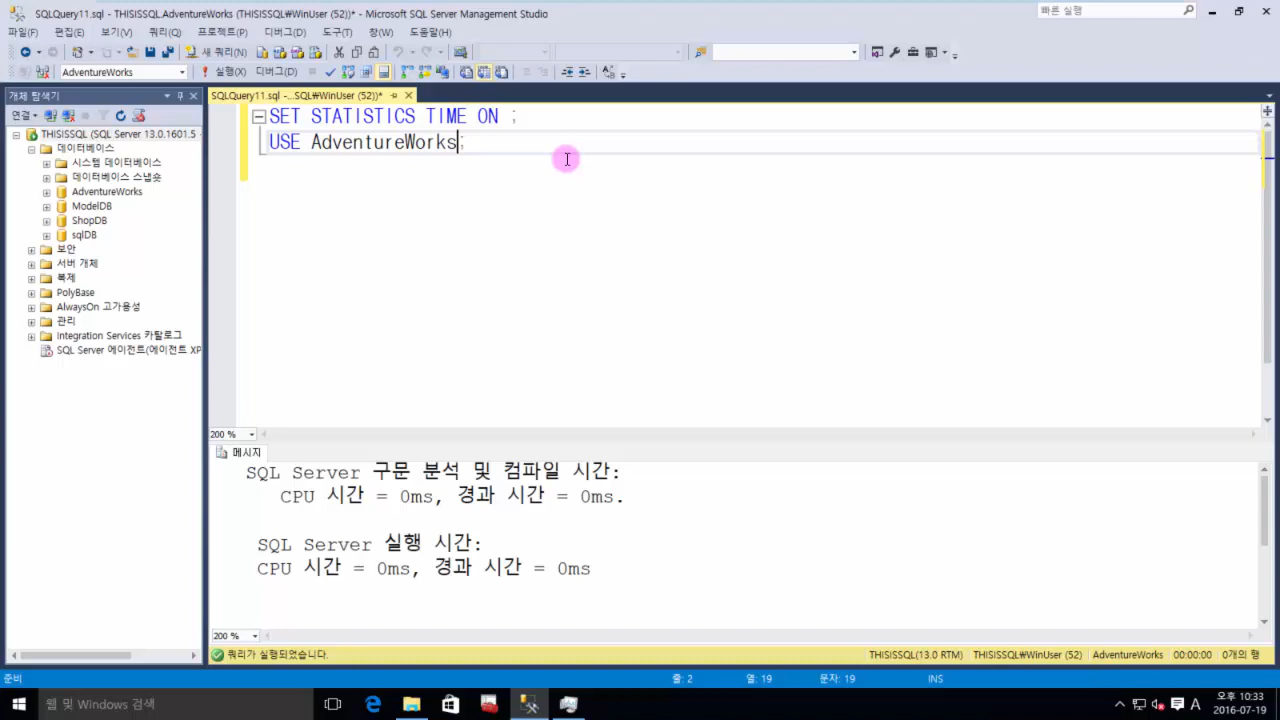 SQLQuery11.sql - THISISSQL.AdventureWorks (THISISSQL₩WinUser (52))* - Microsoft SQL Server Management Studio
빠른 실행
파일(F) 편집(E) 보기(V) 쿼리(Q) 프로젝트(P) 디버그(D) 도구(T) 창(W) 도움말(H)
새 쿼리(N)
AdventureWorks
실행(X) 디버그(D)
개체 탐색기
SQLQuery11.sql -...SQL₩WinUser (52))*
연결
THISISSQL (SQL Server 13.0.1601.5
데이터베이스
시스템 데이터베이스
데이터베이스 스냅숏
AdventureWorks
ModelDB
ShopDB
sqlDB
보안
서버 개체
복제
PolyBase
AlwaysOn 고가용성
관리
Integration Services 카탈로그
SQL Server 에이전트(에이전트 XP
SET STATISTICS TIME ON ;
USE AdventureWorks;
200 %
메시지
SQL Server 구문 분석 및 컴파일 시간:
CPU 시간 = 0ms, 경과 시간 = 0ms.
SQL Server 실행 시간:
CPU 시간 = 0ms, 경과 시간 = 0ms
200 %
쿼리가 실행되었습니다.
THISISSQL(13.0 RTM) THISISSQL₩WinUser (52) AdventureWorks 00:00:00 0개의 행
준비
줄: 2 열: 19 문자: 19 INS
웹 및 Windows 검색
A
오후 10:33
2016-07-19